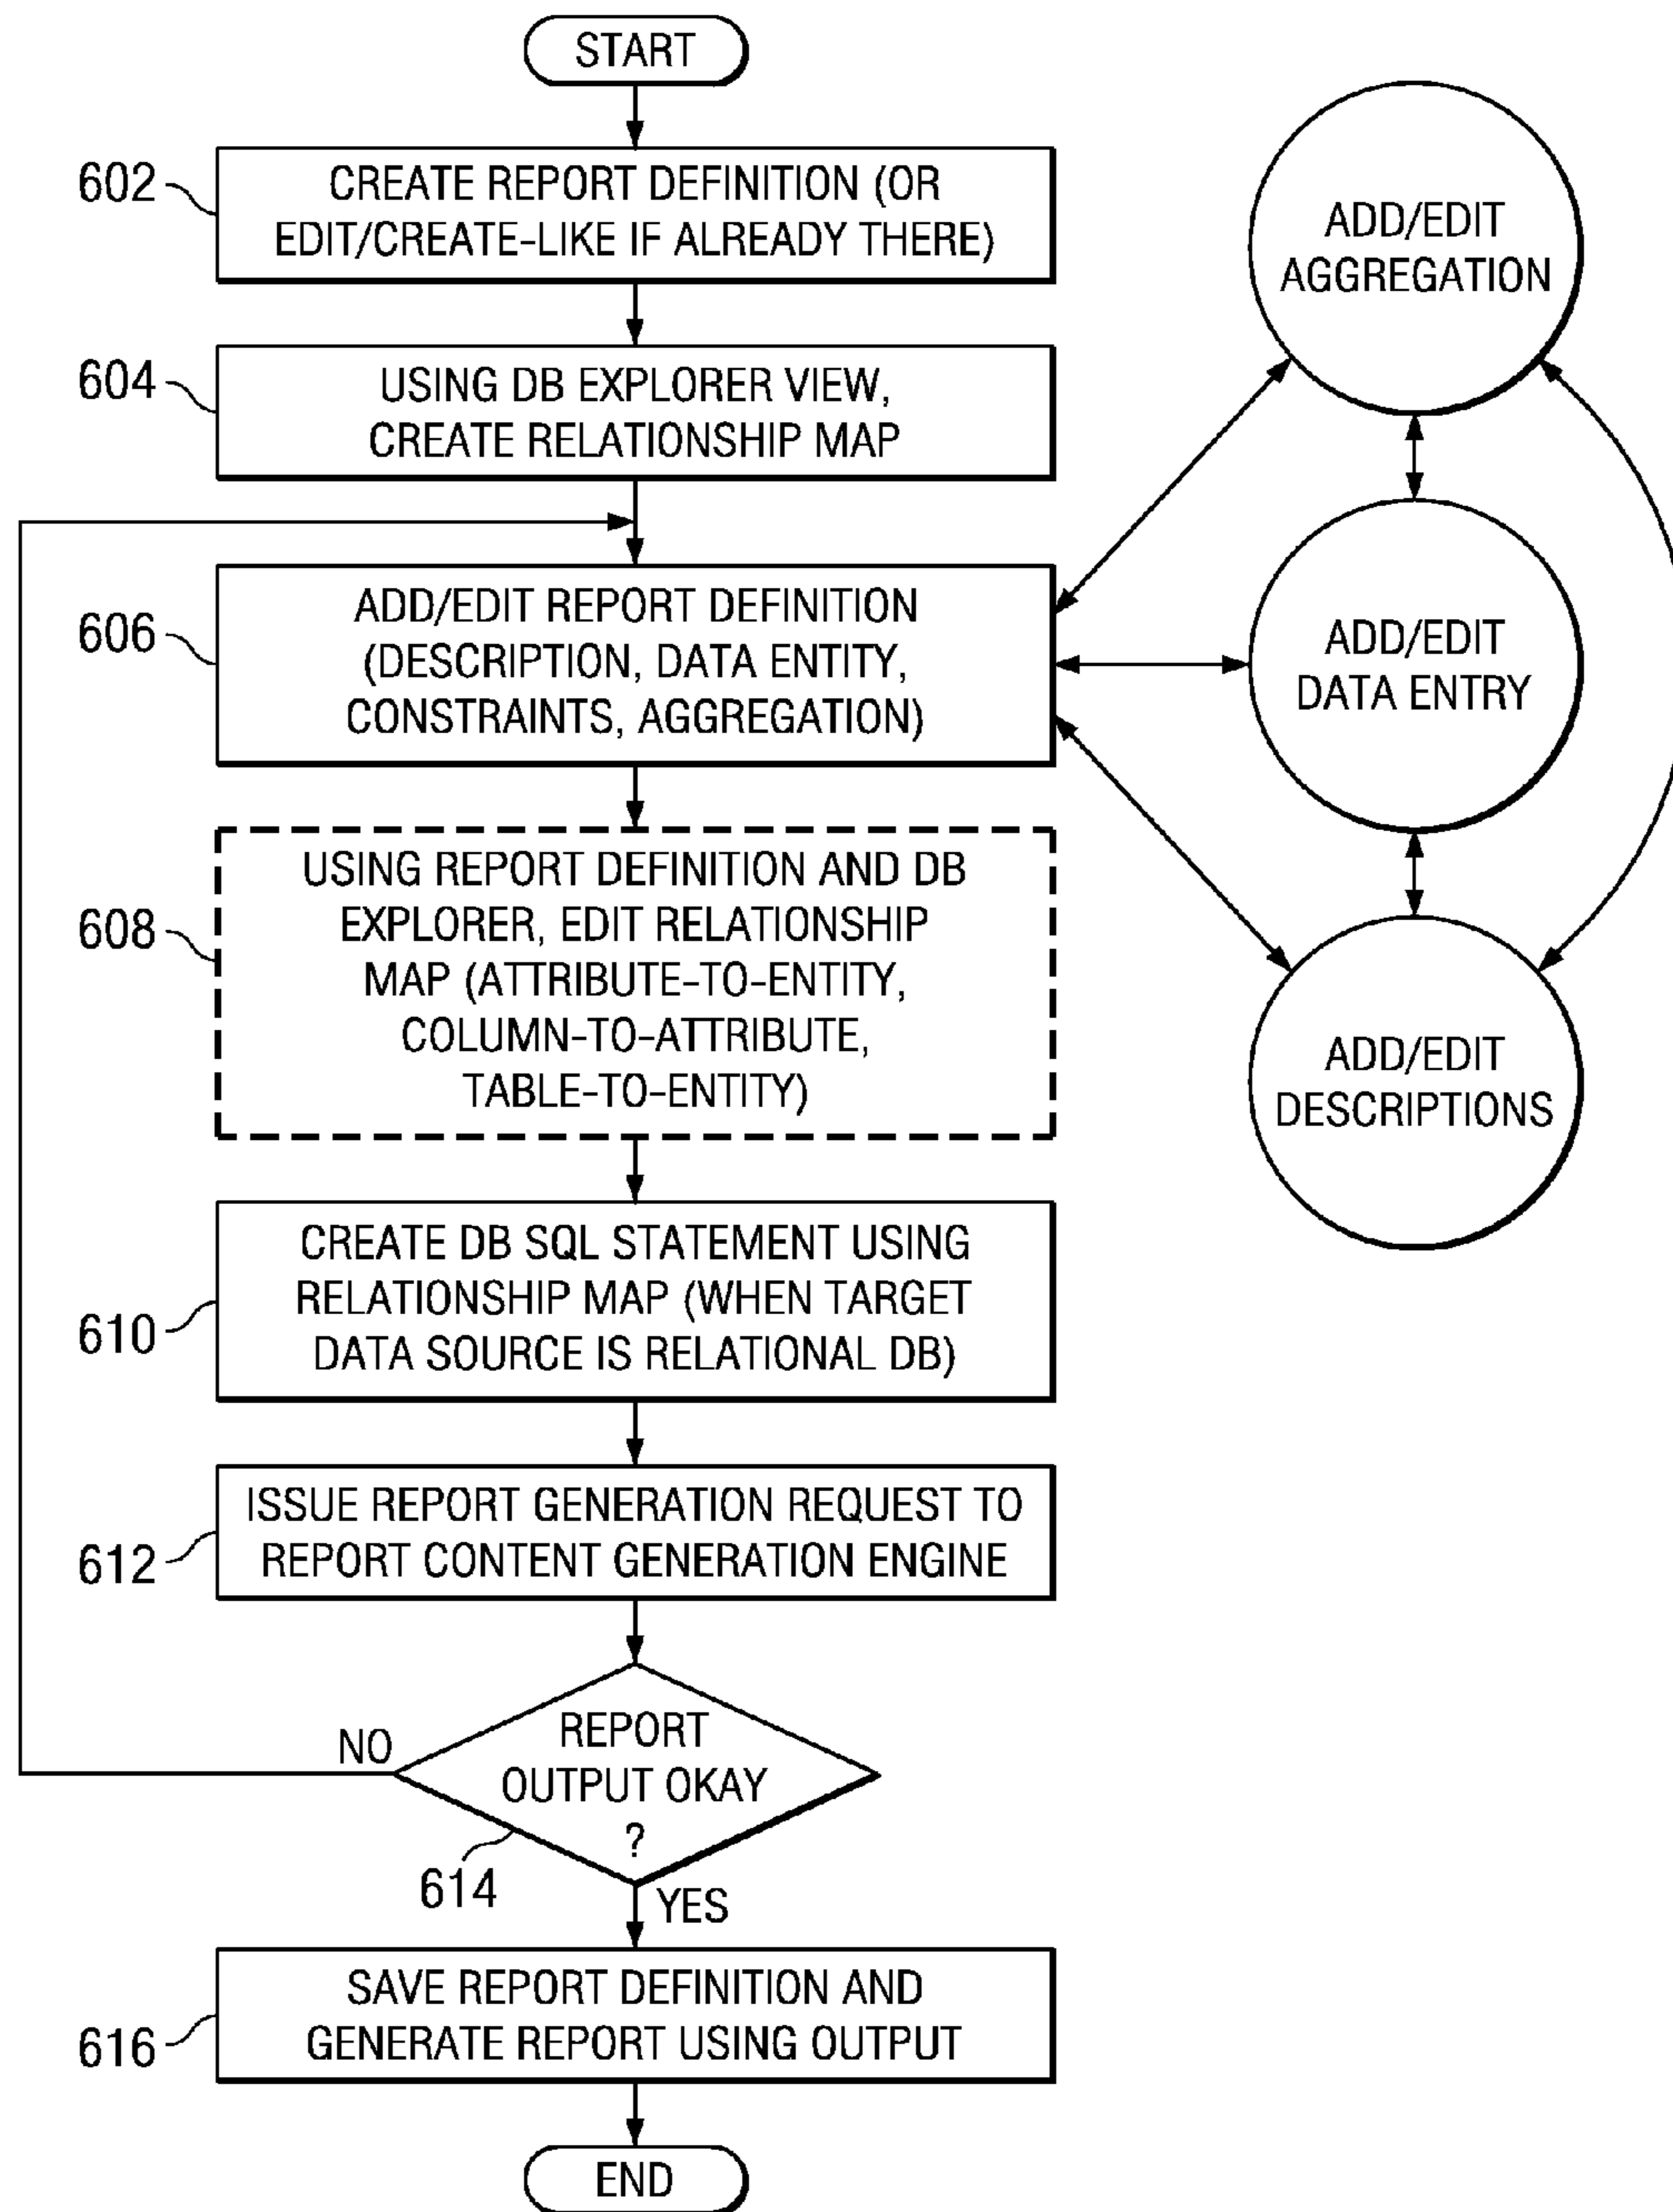 START
602
CREATE REPORT DEFINITION (OR
EDIT/CREATE-LIKE IF ALREADY THERE)
604
USING DB EXPLORER VIEW,
CREATE RELATIONSHIP MAP
606
ADD/EDIT REPORT DEFINITION
(DESCRIPTION, DATA ENTITY,
CONSTRAINTS, AGGREGATION)
ADD/EDIT
AGGREGATION
ADD/EDIT
DATA ENTRY
ADD/EDIT
DESCRIPTIONS
608
USING REPORT DEFINITION AND DB
EXPLORER, EDIT RELATIONSHIP
MAP (ATTRIBUTE-TO-ENTITY,
COLUMN-TO-ATTRIBUTE,
TABLE-TO-ENTITY)
610
CREATE DB SQL STATEMENT USING
RELATIONSHIP MAP (WHEN TARGET
DATA SOURCE IS RELATIONAL DB)
612
ISSUE REPORT GENERATION REQUEST TO
REPORT CONTENT GENERATION ENGINE
NO
REPORT
OUTPUT OKAY
?
614
YES
616
SAVE REPORT DEFINITION AND
GENERATE REPORT USING OUTPUT
END